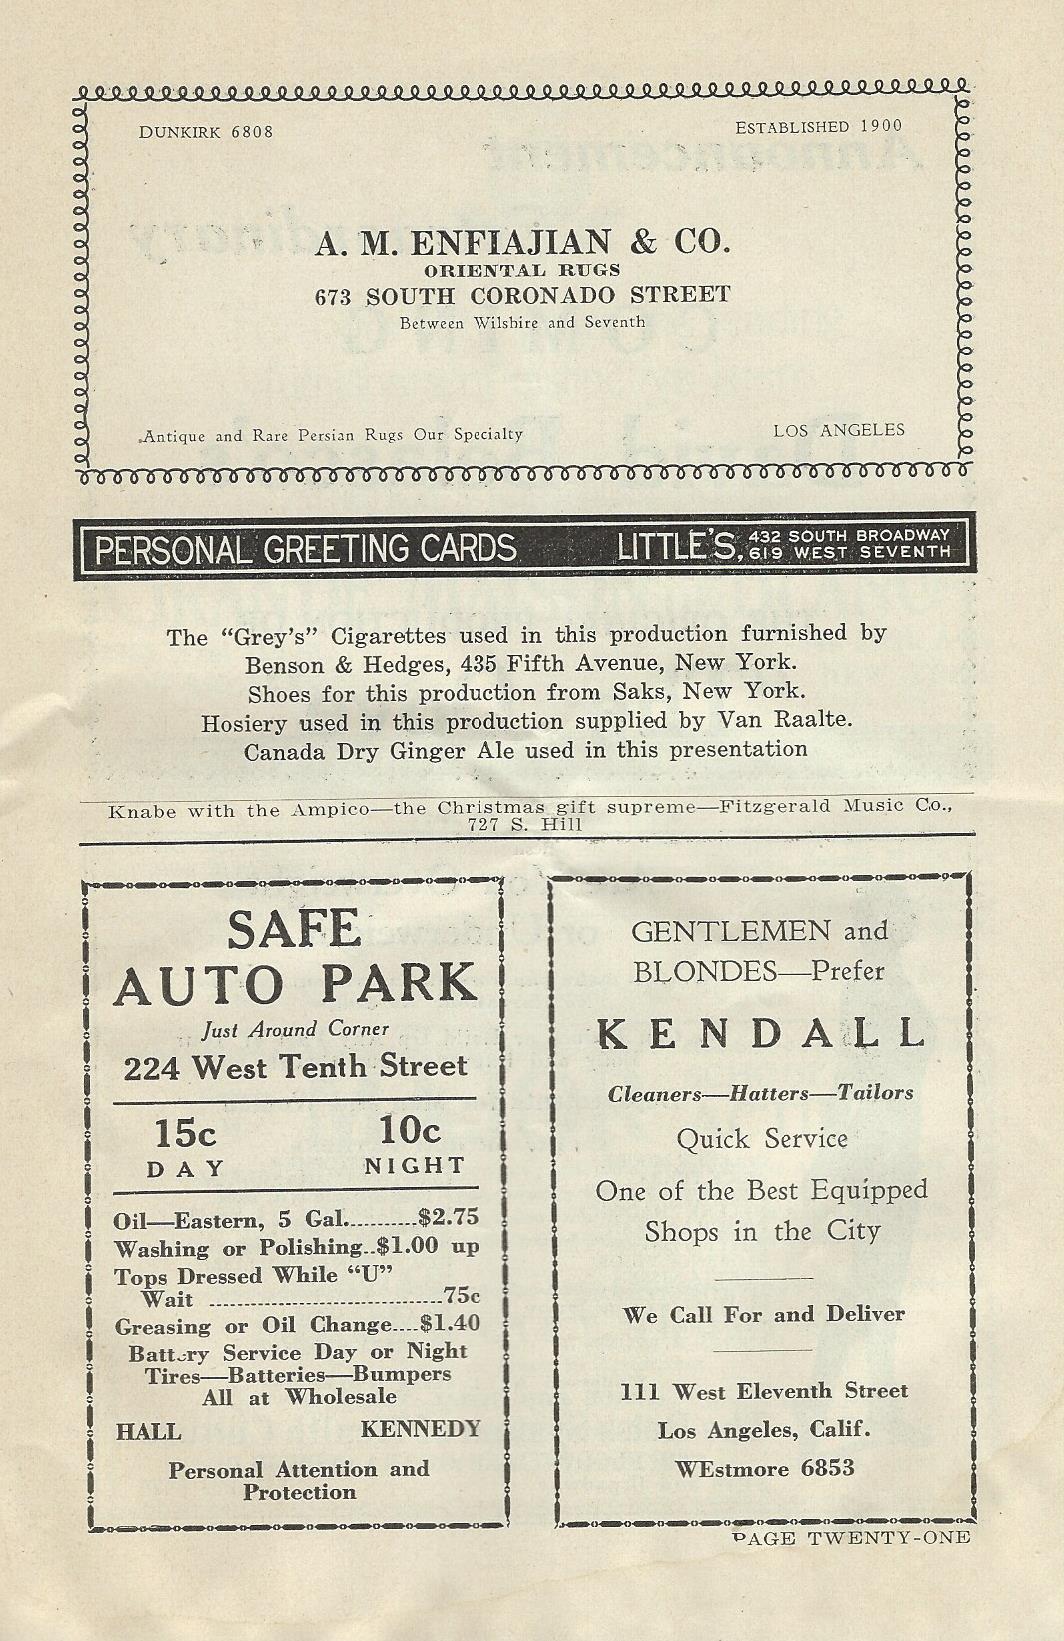 DUNKIRK 6808
ESTABLISHED 1900
A. M. ENFIAJIAN & CO.
ORIENTAL RUGS
673 SOUTH CORONADO STREET
Between Wilshire and Seventh
Antique and Rare Persian Rugs Our Specialty
LOS ANGELES
PERSONAL GREETING CARDS LITTLE'S, 432 SOUTH BROADWAY
619 WEST SEVENTH
The "Grey's" Cigarettes used in this production furnished by
Benson & Hedges, 435 Fifth Avenue, New York.
Shoes for this production from Saks, New York.
Hosiery used in this production supplied by Van Raalte.
Canada Dry Ginger Ale used in this presentation
Knabe with the Ampico—the Christmas gift supreme—Fitzgerald Music Co.,
727 S. Hill
SAFE
AUTO PARK
Just Around Corner
224 West Tenth Street
15c 10c
DAY NIGHT
Oil—Eastern, 5 Gal..........$2.75
Washing or Polishing..$1.00 up
Tops Dressed While "U"
Wait .................................75c
Greasing or Oil Change....$1.40
Battery Service Day or Night
Tires—Batteries—Bumpers
All at Wholesale
HALL KENNEDY
Personal Attention and
Protection
GENTLEMEN and
BLONDES—Prefer
KENDALL
Cleaners—Hatters—Tailors
Quick Service
One of the Best Equipped
Shops in the City
We Call For and Deliver
111 West Eleventh Street
Los Angeles, Calif.
WEstmore 6853
PAGE TWENTY-ONE